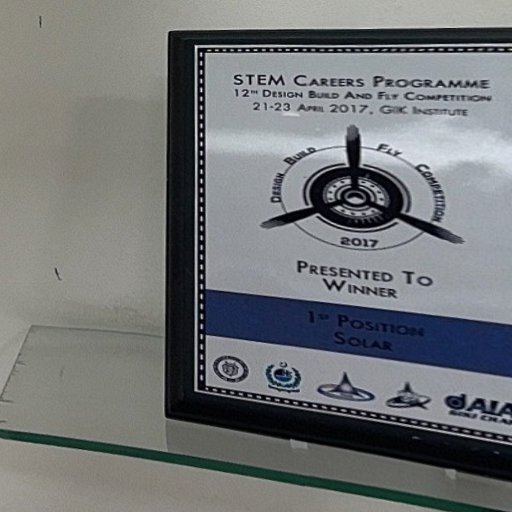 STEM CAREERS PROGRAMME
12TH DESIGN BUILD AND FLY COMPETITION
21-23 APRIL 2017, GIK INSTITUTE
DESIGN BUILD FLY COMPETITION
2017
PRESENTED TO
WINNER
1ST POSITION
SOLAR